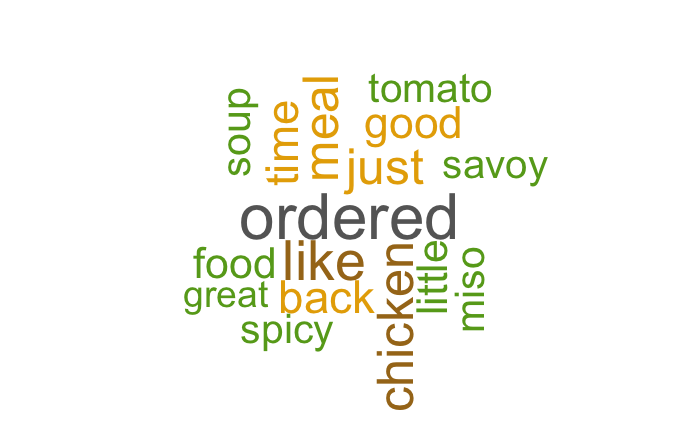 tomato
soup
time
meal
good
just
savoy
ordered
food
like
chicken
little
miso
great
back
spicy